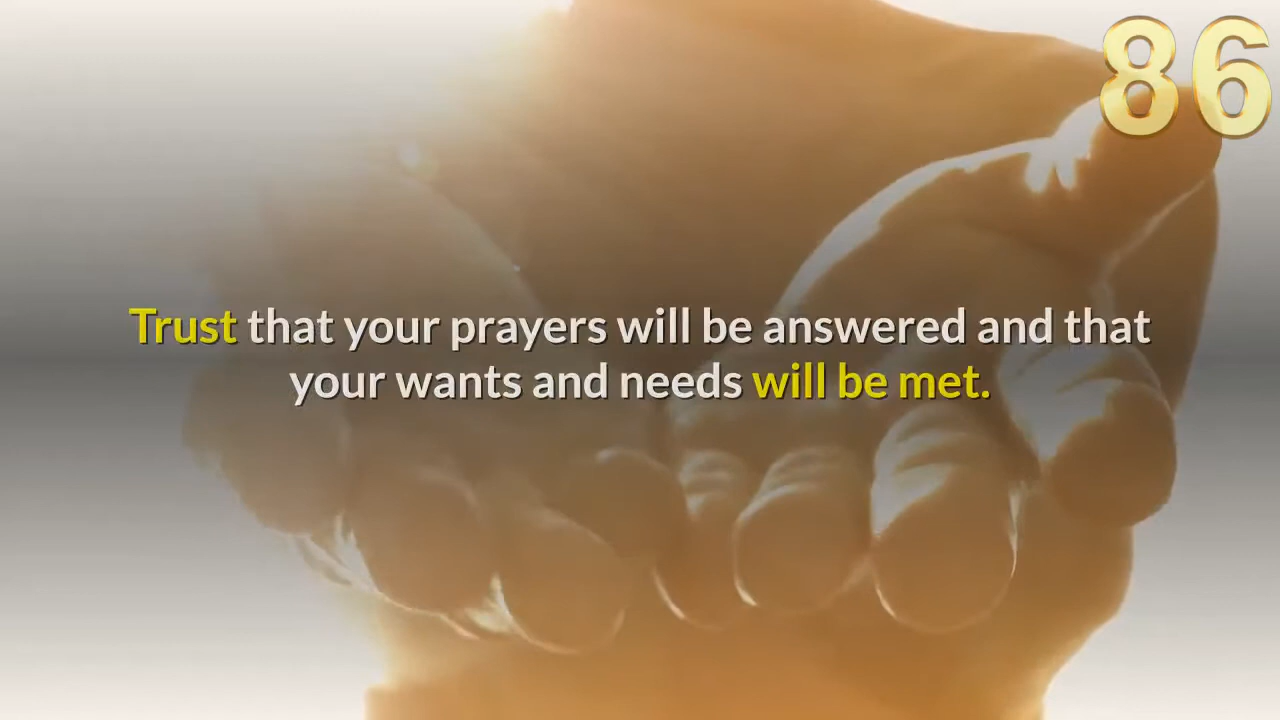 86
Trust that your prayers will be answered and that
your wants and needs will be met.